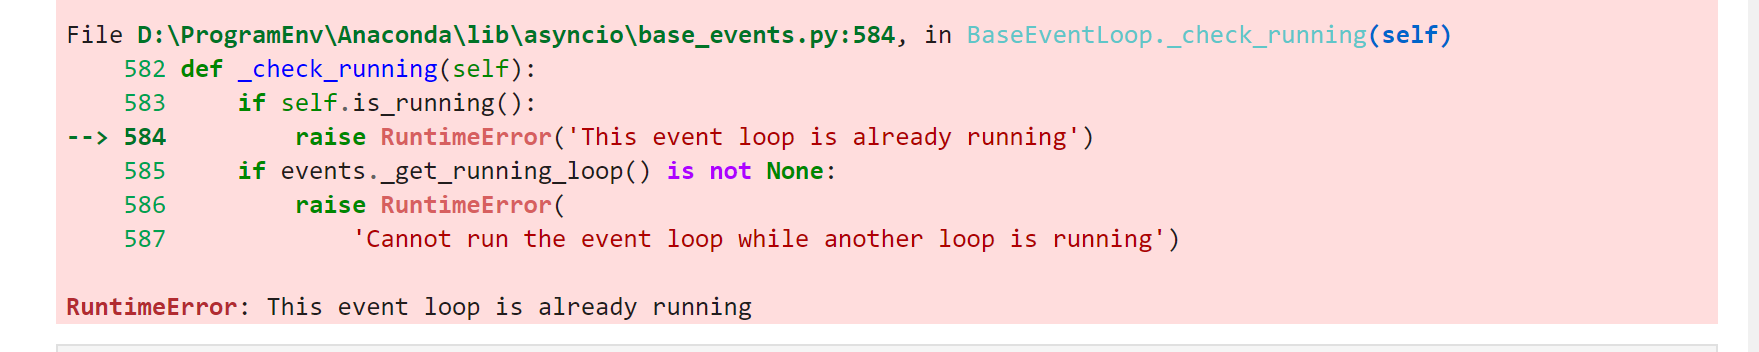 File D:\ProgramEnv\Anaconda\lib\asyncio\base_events.py:584, in BaseEventLoop._check_running(self)
    582 def _check_running(self):
    583     if self.is_running():
--> 584         raise RuntimeError('This event loop is already running')
    585     if events._get_running_loop() is not None:
    586         raise RuntimeError(
    587             'Cannot run the event loop while another loop is running')
RuntimeError: This event loop is already running